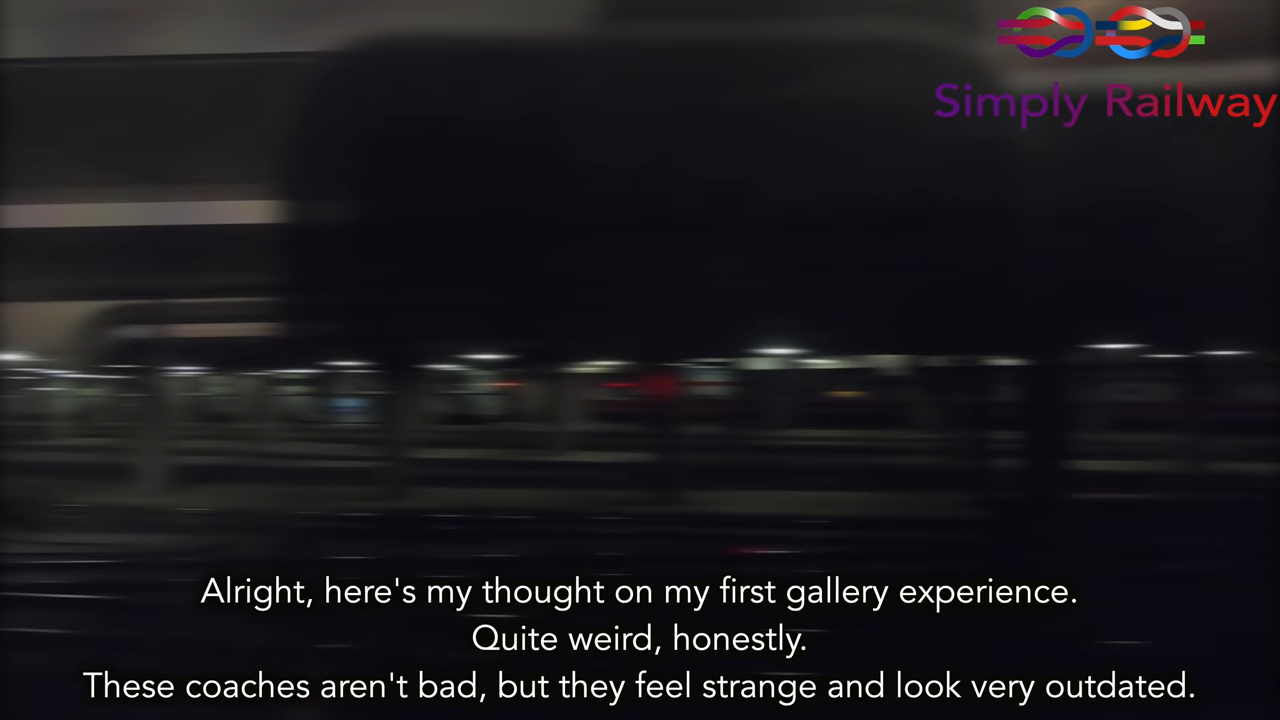 Simply Railway
Alright, here's my thought on my first gallery experience.
Quite weird, honestly.
These coaches aren't bad, but they feel strange and look very outdated.